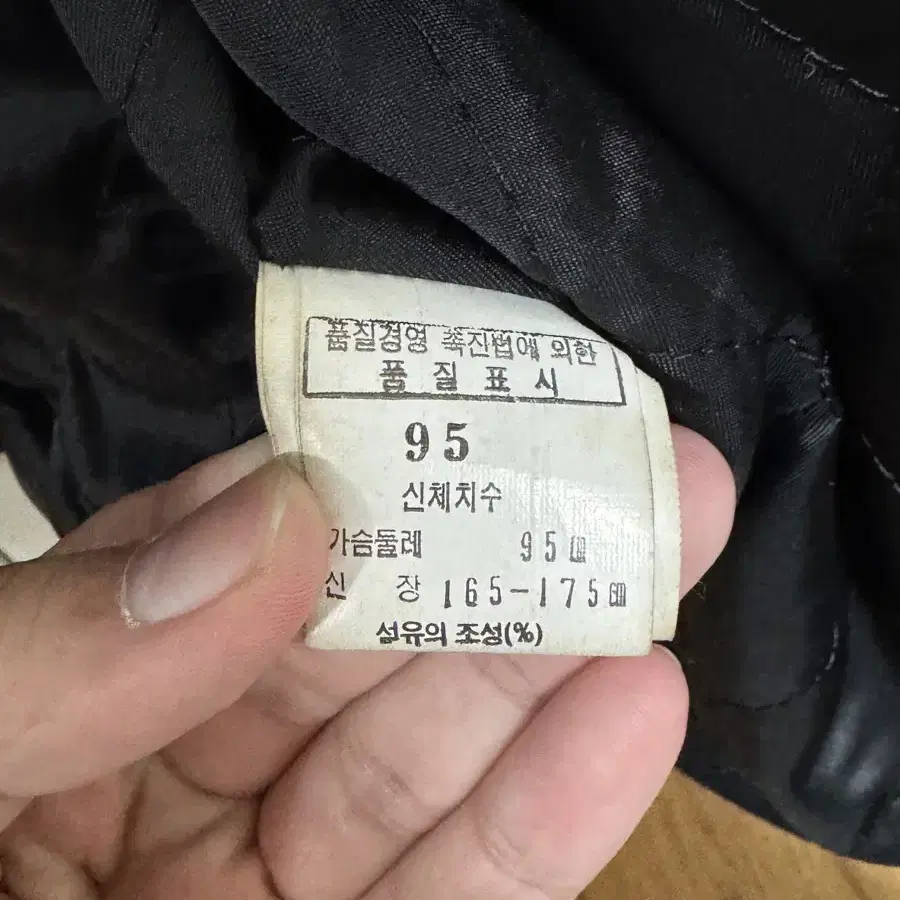 품질경영 촉진법에 의한
품 질 표 시
95
신체치수
가슴둘레 95㎝
신 장 165-175㎝
섬유의 조성(%)